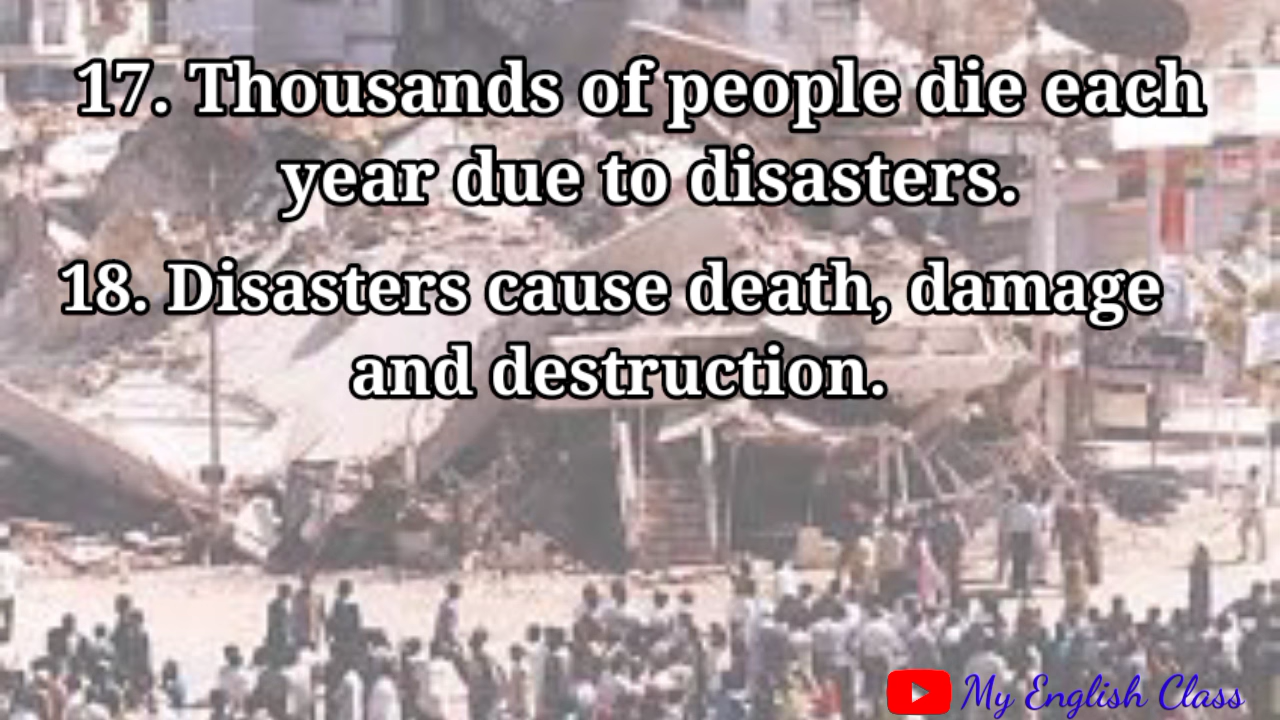 17. Thousands of people die each
year due to disasters.
18. Disasters cause death, damage
and destruction.
My English Class